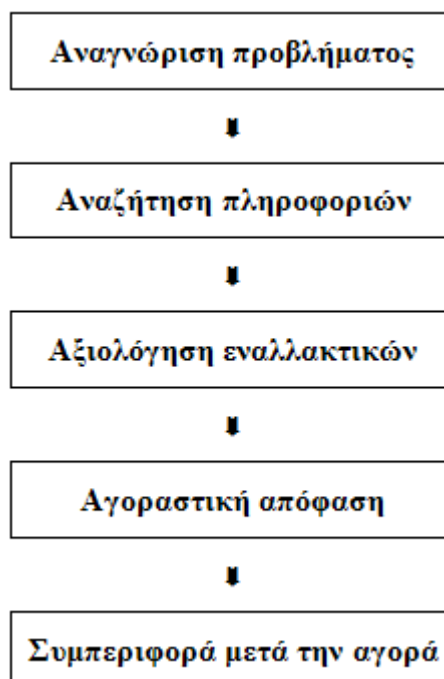 Αναγνώριση προβλήματος
Αναζήτηση πληροφοριών
Αξιολόγηση εναλλακτικών
Αγοραστική απόφαση
Συμπεριφορά μετά την αγορά